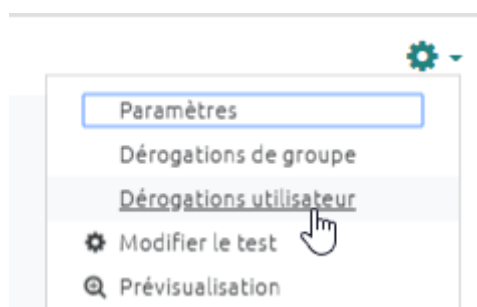 Paramètres
Dérogations de groupe
Dérogations utilisateur
Modifier le test
Prévisualisation